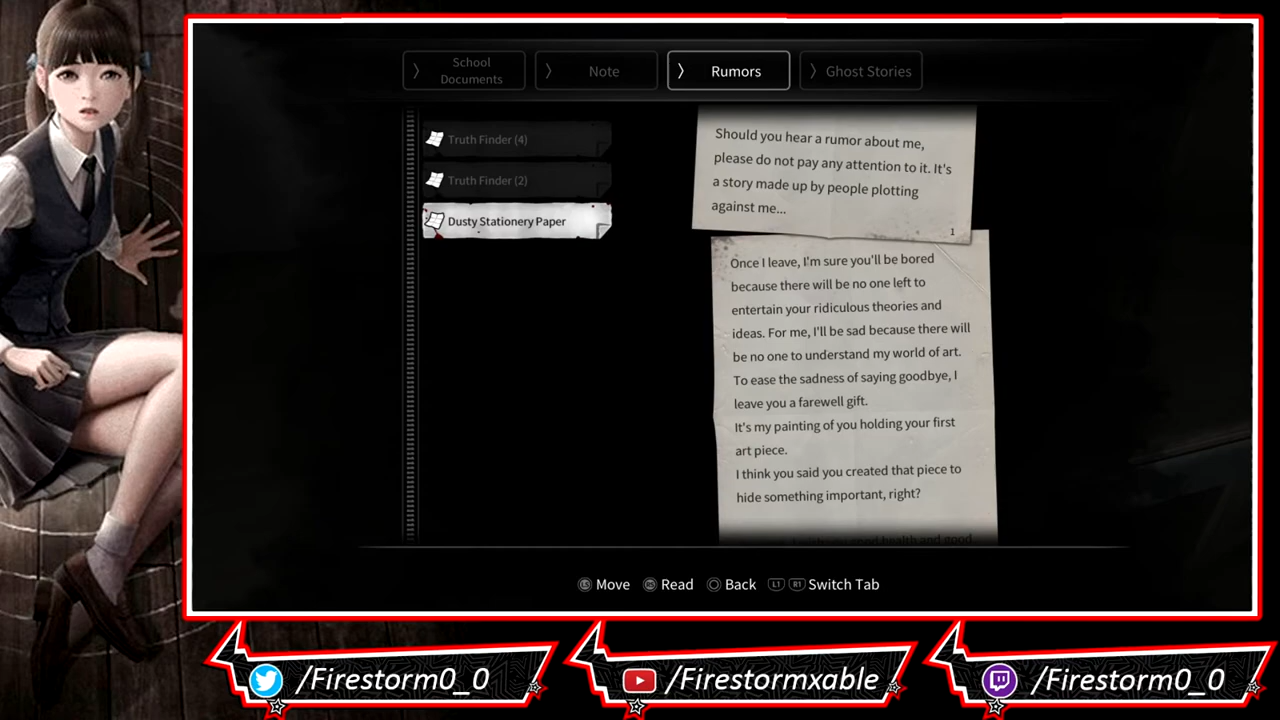 School
Documents
Note
Rumors
Ghost Stories
Truth Finder (4)
Truth Finder (2)
Dusty Stationery Paper
Should you hear a rumor about me,
please do not pay any attention to it. It's
a story made up by people plotting
against me...
1
Once I leave, I'm sure you'll be bored
because there will be no one left to
entertain your ridiculous theories and
ideas. For me, I'll be sad because there will
be no one to understand my world of art.
To ease the sadness of saying goodbye, I
leave you a farewell gift.
It's my painting of you holding your first
art piece.
I think you said you created that piece to
hide something important, right?
health and good
Move
Read
Back
L1 R1 Switch Tab
/Firestorm0_0
/Firestormxable
/Firestorm0_0